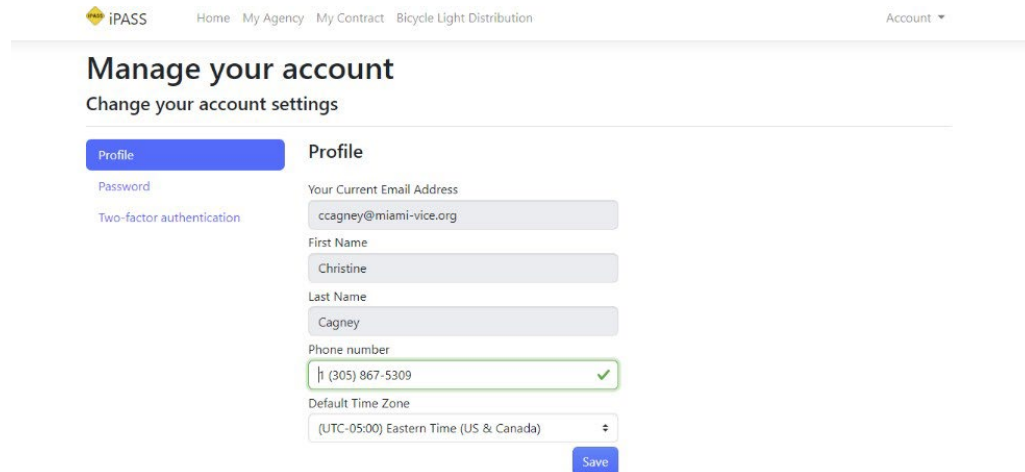 iPASS Home My Agency My Contract Bicycle Light Distribution Account
Manage your account
Change your account settings
Profile
Password
Two-factor authentication
Profile
Your Current Email Address
ccagney@miami-vice.org
First Name
Christine
Last Name
Cagney
Phone number
1 (305) 867-5309
Default Time Zone
(UTC-05:00) Eastern Time (US & Canada)
Save